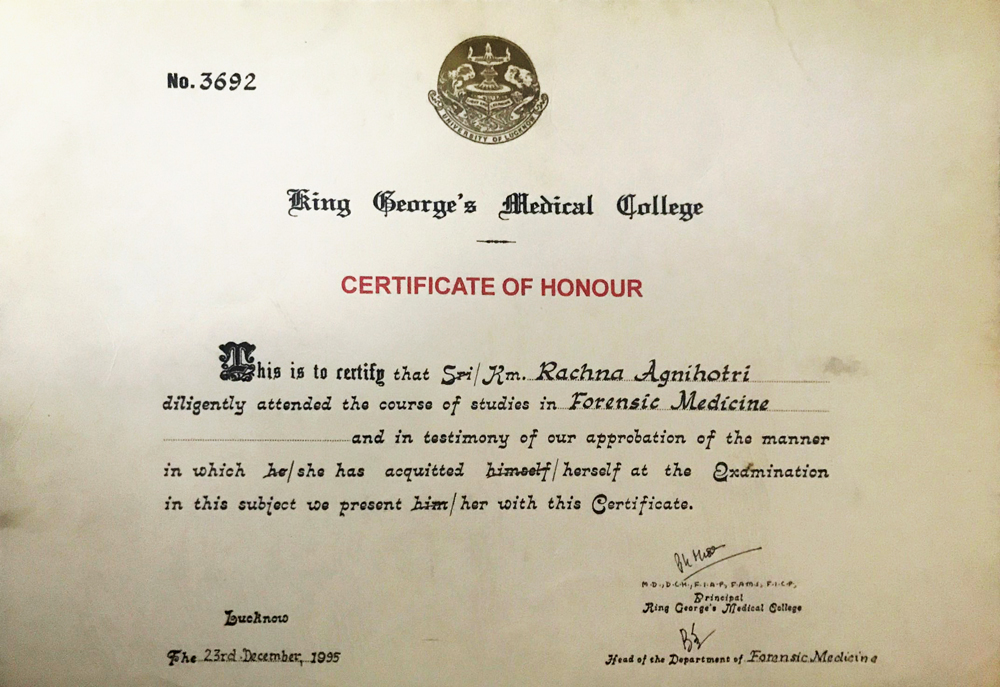 No. 3692
UNIVERSITY OF LUCKNOW
King George's Medical College
CERTIFICATE OF HONOUR
This is to certify that Sri/Km. Rachna Agnihotri
diligently attended the course of studies in Forensic Medicine
and in testimony of our approbation of the manner
in which he/she has acquitted himself/herself at the Examination
in this subject we present him/her with this Certificate.
M.D., D.C.H., F.I.A.P., F.A.M.S., F.I.C.P.,
Principal
King George's Medical College
Lucknow
The 23rd December, 1995
Head of the Department of Forensic Medicine